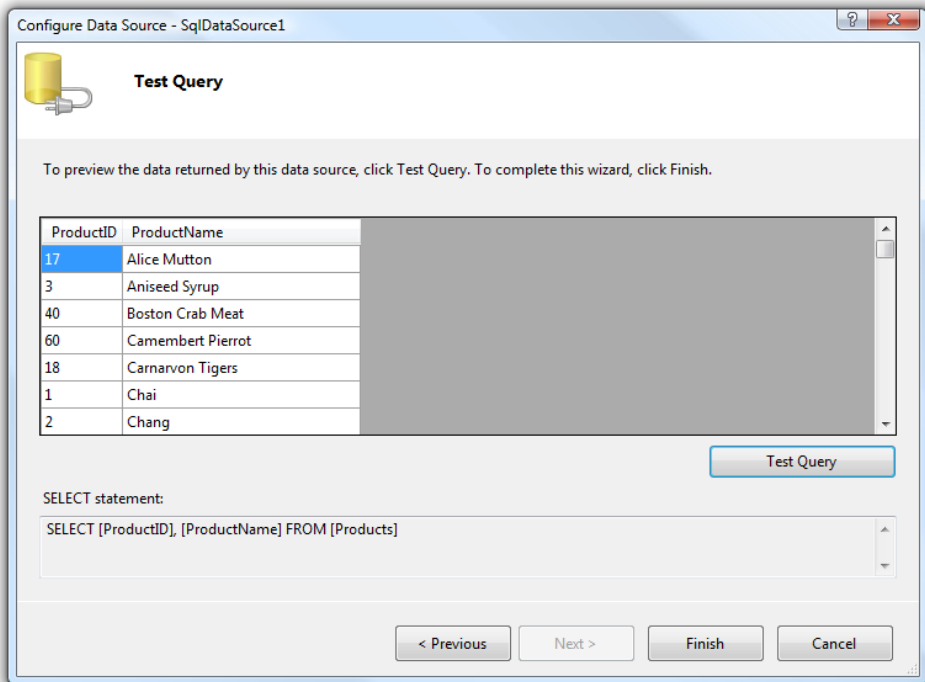 Configure Data Source - SqlDataSource1
?
Test Query
To preview the data returned by this data source, click Test Query. To complete this wizard, click Finish.
ProductID ProductName
17 Alice Mutton
3 Aniseed Syrup
40 Boston Crab Meat
60 Camembert Pierrot
18 Carnarvon Tigers
1 Chai
2 Chang
Test Query
SELECT statement:
SELECT [ProductID], [ProductName] FROM [Products]
< Previous Next > Finish Cancel